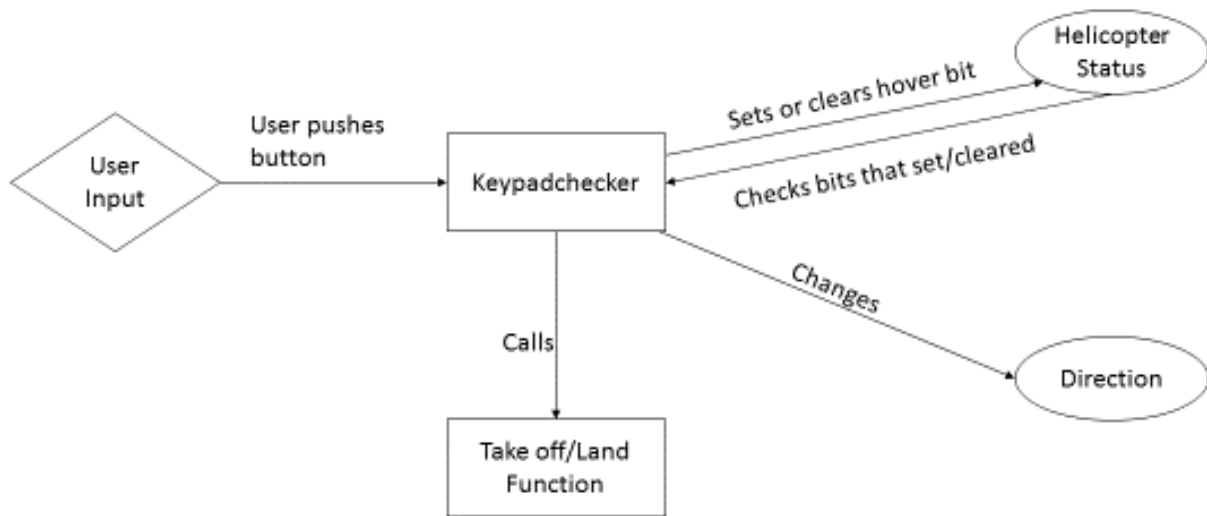 Helicopter
Status
Sets or clears hover bit
User pushes
button
User
Input
Keypadchecker
Checks bits that set/cleared
Changes
Calls
Direction
Take off/Land
Function